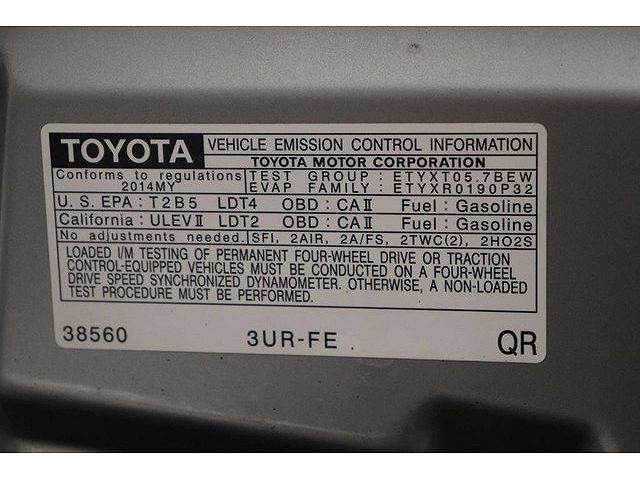 TOYOTA VEHICLE EMISSION CONTROL INFORMATION
TOYOTA MOTOR CORPORATION
Conforms to regulations TEST GROUP : ETYXT05.7BEW
2014MY EVAP FAMILY: ETYXR0190P32
U.S. EPA : T2B5 LDT4 OBD : CAⅡ Fuel : Gasoline
California : ULEVⅡ LDT2 OBD : CAⅡ Fuel : Gasoline
No adjustments needed. SFI, 2AIR, 2A/FS, 2TWC(2), 2HO2S
LOADED I/M TESTING OF PERMANENT FOUR-WHEEL DRIVE OR TRACTION
CONTROL-EQUIPPED VEHICLES MUST BE CONDUCTED ON A FOUR-WHEEL
DRIVE SPEED SYNCHRONIZED DYNAMOMETER. OTHERWISE, A NON-LOADED
TEST PROCEDURE MUST BE PERFORMED.
38560 3UR-FE QR